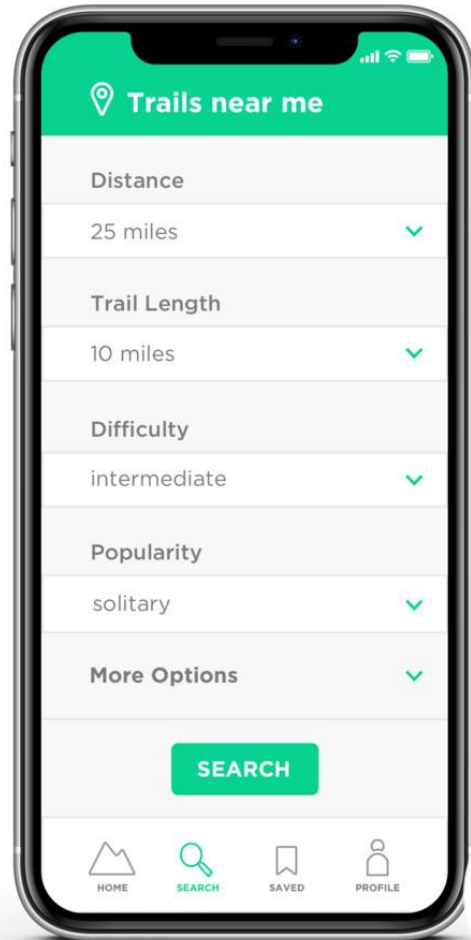 Trails near me
Distance
25 miles
Trail Length
10 miles
Difficulty
intermediate
Popularity
solitary
More Options
SEARCH
HOME SEARCH SAVED PROFILE